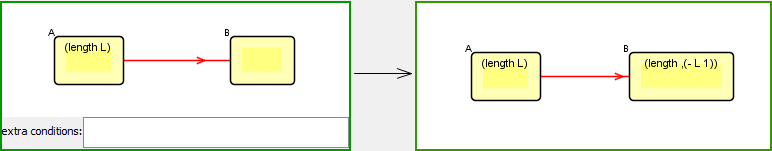 A
B
(length L)
extra conditions:
A
B
(length L)
(length ,(- L 1))